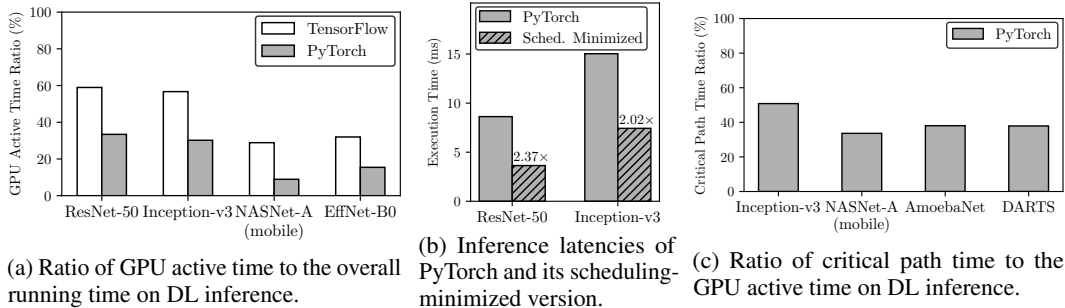 GPU Active Time Ratio (%)
100
80
60
40
20
0
TensorFlow
PyTorch
ResNet-50 Inception-v3 NASNet-A EffNet-B0
(mobile)
(a) Ratio of GPU active time to the overall
running time on DL inference.
Execution Time (ms)
15
10
5
0
PyTorch
Sched. Minimized
2.37×
2.02×
ResNet-50 Inception-v3
(b) Inference latencies of
PyTorch and its scheduling-
minimized version.
Critical Path Time Ratio (%)
100
80
60
40
20
0
PyTorch
Inception-v3 NASNet-A AmoebaNet DARTS
(mobile)
(c) Ratio of critical path time to the
GPU active time on DL inference.